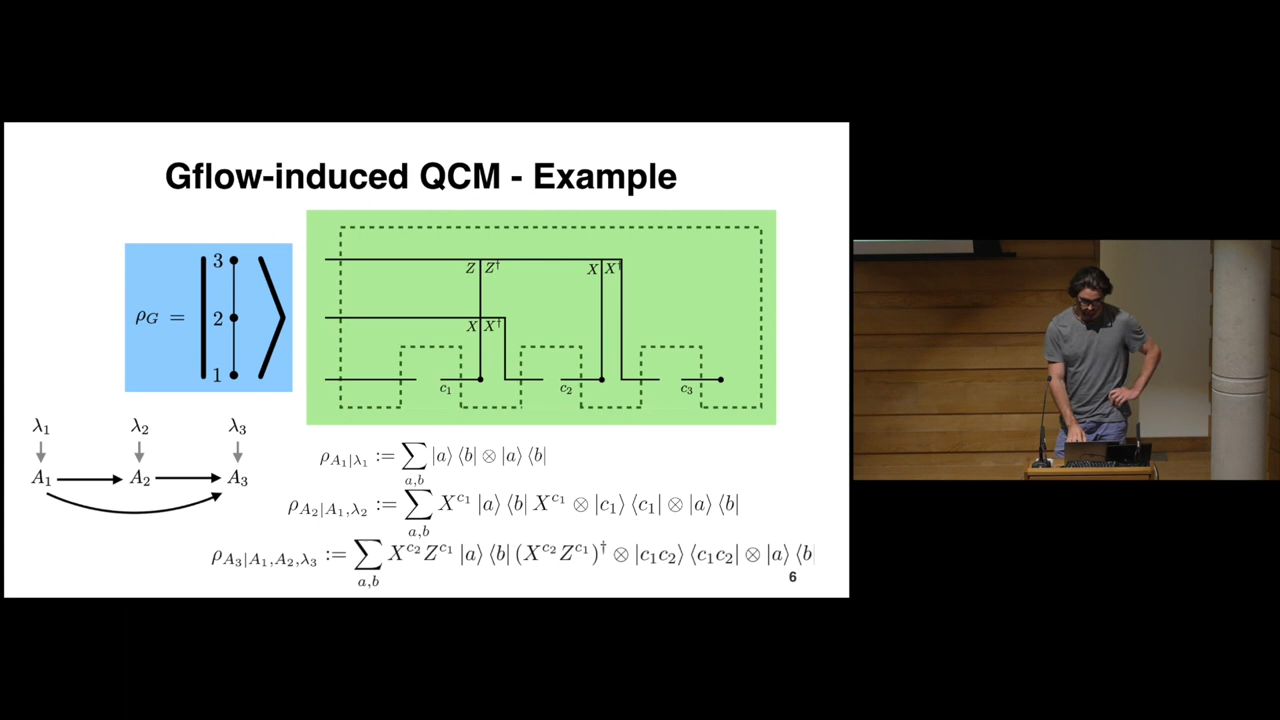 Gflow-induced QCM - Example
ρ_G = | 3 2 1 ⟩
Z Z† X X†
X X†
c₁ c₂ c₃
λ₁ λ₂ λ₃
A₁ A₂ A₃
ρ_{A₁|λ₁} := ∑_{a,b} |a⟩ ⟨b| ⊗ |a⟩ ⟨b|
ρ_{A₂|A₁,λ₂} := ∑_{a,b} X^{c₁} |a⟩ ⟨b| X^{c₁} ⊗ |c₁⟩ ⟨c₁| ⊗ |a⟩ ⟨b|
ρ_{A₃|A₁,A₂,λ₃} := ∑_{a,b} X^{c₂} Z^{c₁} |a⟩ ⟨b| (X^{c₂} Z^{c₁})† ⊗ |c₁c₂⟩ ⟨c₁c₂| ⊗ |a⟩ ⟨b|
6